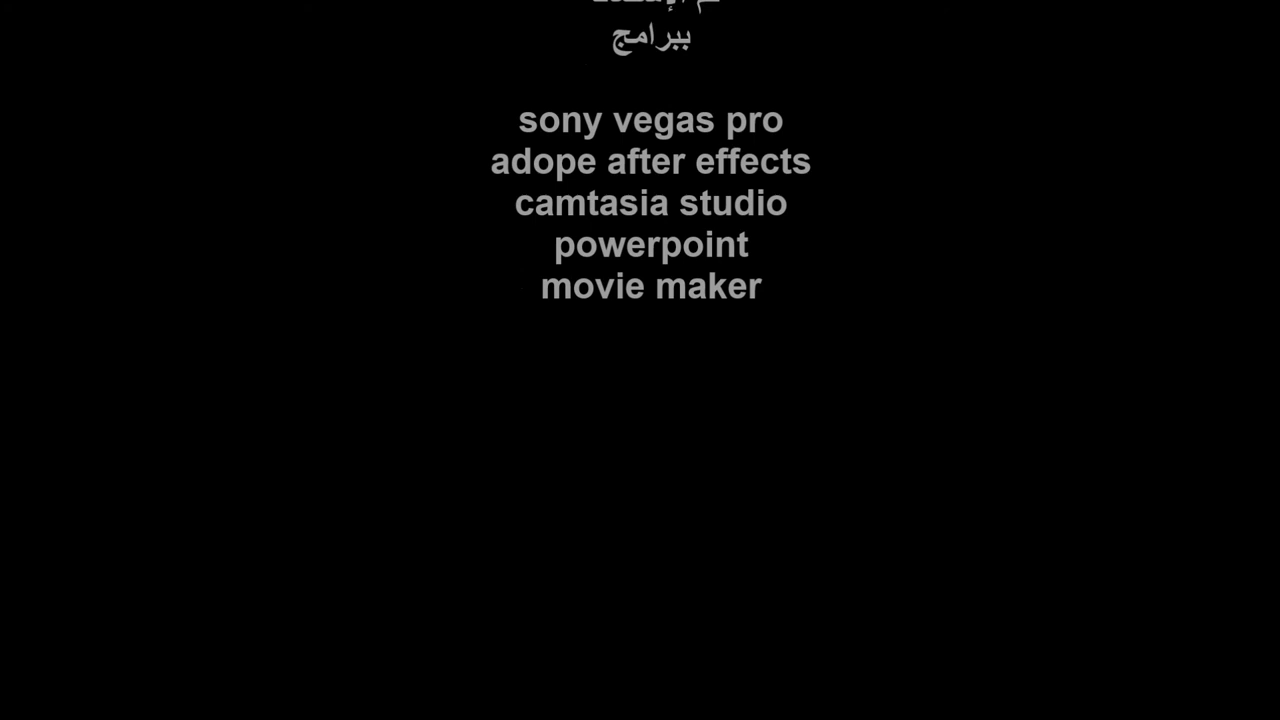 ببرامج
sony vegas pro
adope after effects
camtasia studio
powerpoint
movie maker